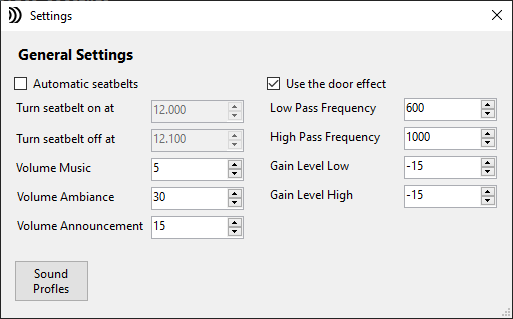 Settings
General Settings
Automatic seatbelts
Turn seatbelt on at 12.000
Turn seatbelt off at 12.100
Volume Music 5
Volume Ambiance 30
Volume Announcement 15
Use the door effect
Low Pass Frequency 600
High Pass Frequency 1000
Gain Level Low -15
Gain Level High -15
Sound
Profles